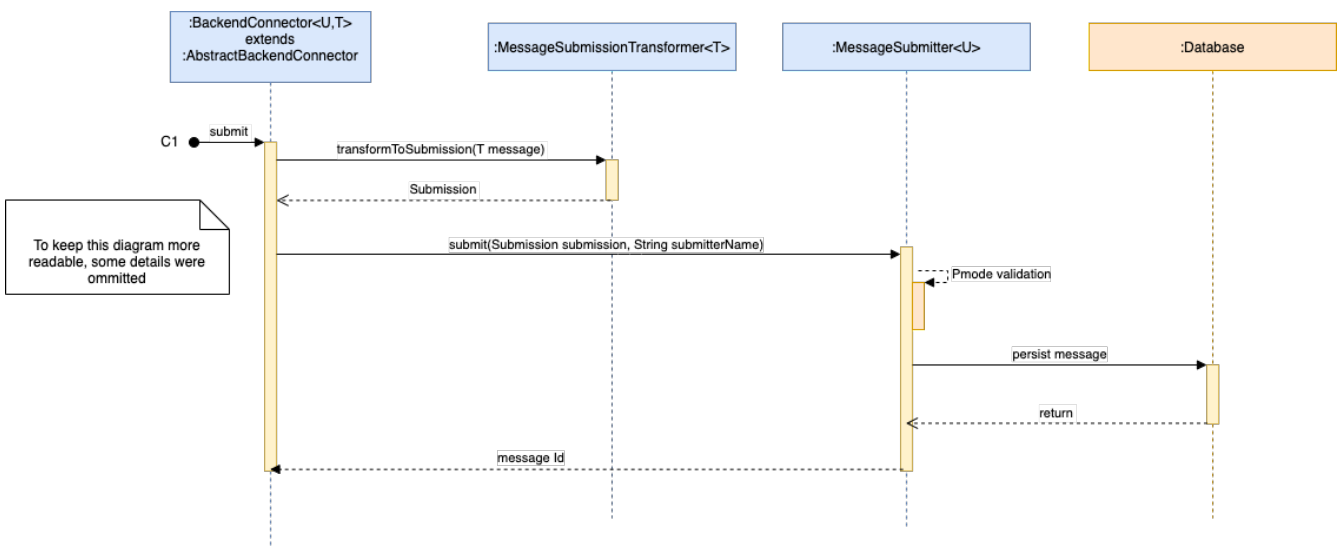 :BackendConnector<U,T>
extends
:AbstractBackendConnector
:MessageSubmissionTransformer<T>
:MessageSubmitter<U>
:Database
C1
submit
transformToSubmission(T message)
Submission
To keep this diagram more
readable, some details were
ommitted
submit(Submission submission, String submitterName)
Pmode validation
persist message
return
message Id